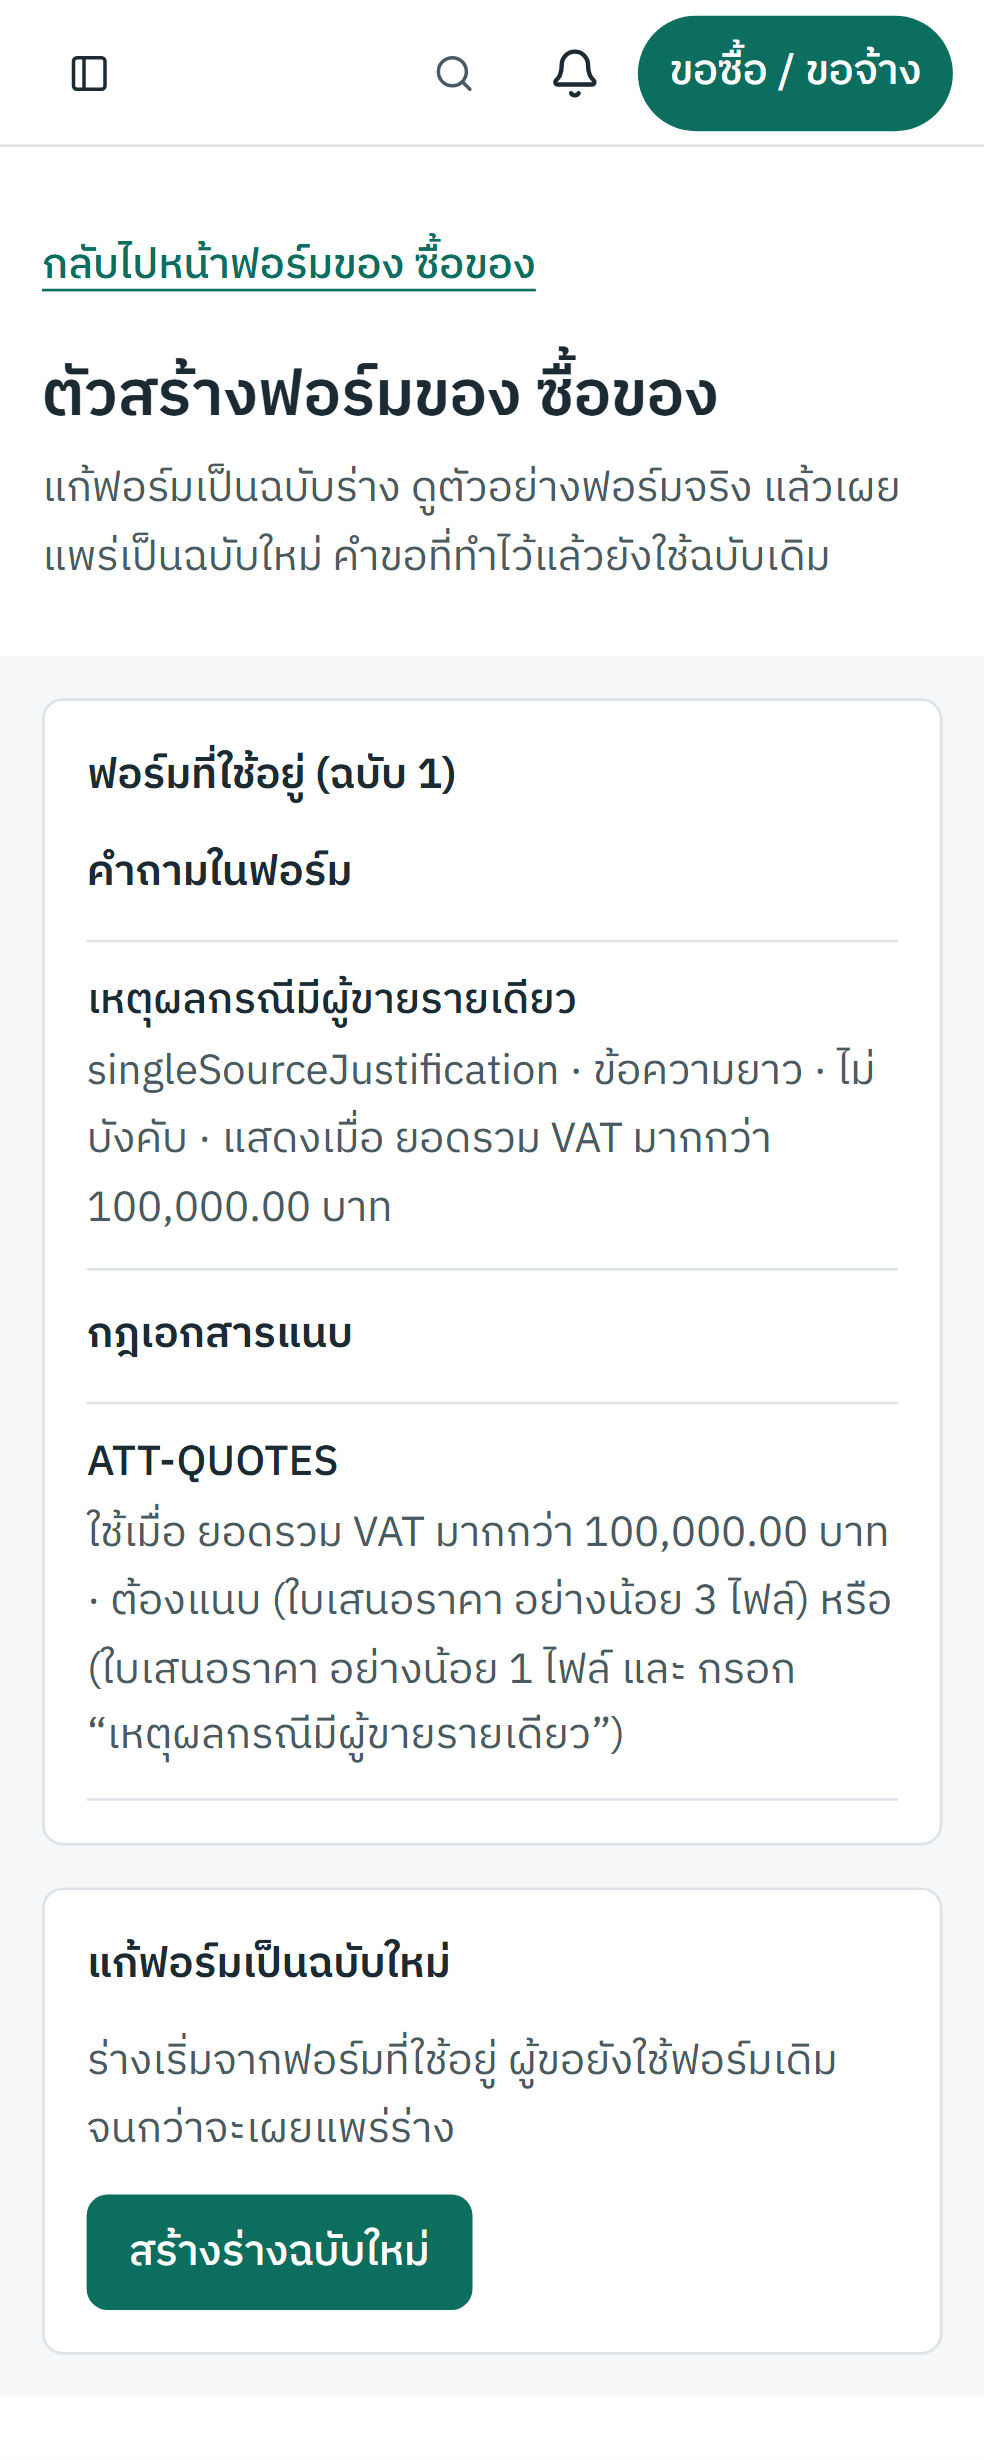 ขอซื้อ / ขอจ้าง
กลับไปหน้าฟอร์มของ ซื้อของ
ตัวสร้างฟอร์มของ ซื้อของ
แก้ฟอร์มเป็นฉบับร่าง ดูตัวอย่างฟอร์มจริง แล้วเผย
แพร่เป็นฉบับใหม่ คำขอที่ทำไว้แล้วยังใช้ฉบับเดิม
ฟอร์มที่ใช้อยู่ (ฉบับ 1)
คำถามในฟอร์ม
เหตุผลกรณีมีผู้ขายรายเดียว
singleSourceJustification · ข้อความยาว · ไม่
บังคับ · แสดงเมื่อ ยอดรวม VAT มากกว่า
100,000.00 บาท
กฎเอกสารแนบ
ATT-QUOTES
ใช้เมื่อ ยอดรวม VAT มากกว่า 100,000.00 บาท
· ต้องแนบ (ใบเสนอราคา อย่างน้อย 3 ไฟล์) หรือ
(ใบเสนอราคา อย่างน้อย 1 ไฟล์ และ กรอก
“เหตุผลกรณีมีผู้ขายรายเดียว”)
แก้ฟอร์มเป็นฉบับใหม่
ร่างเริ่มจากฟอร์มที่ใช้อยู่ ผู้ขอยังใช้ฟอร์มเดิม
จนกว่าจะเผยแพร่ร่าง
สร้างร่างฉบับใหม่